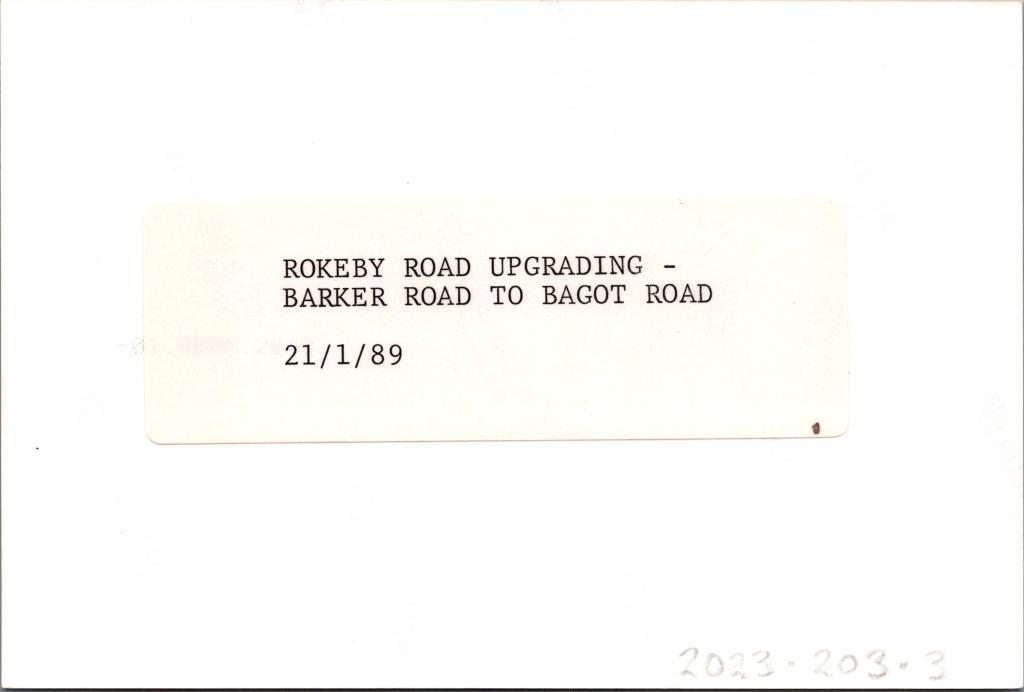 ROKEBY ROAD UPGRADING -
BARKER ROAD TO BAGOT ROAD
21/1/89
2023.203.3